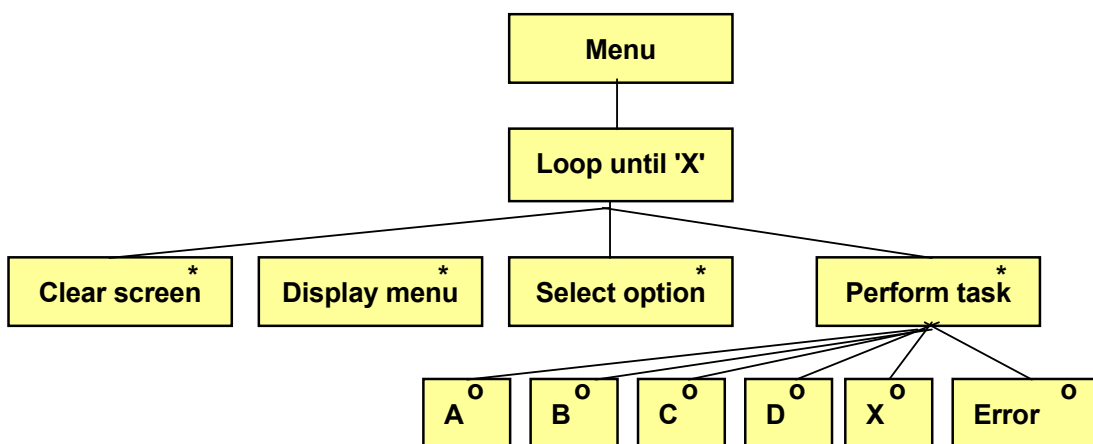 Menu
Loop until 'X'
Clear screen* Display menu* Select option* Perform task*
A o B o C o D o X o Error o